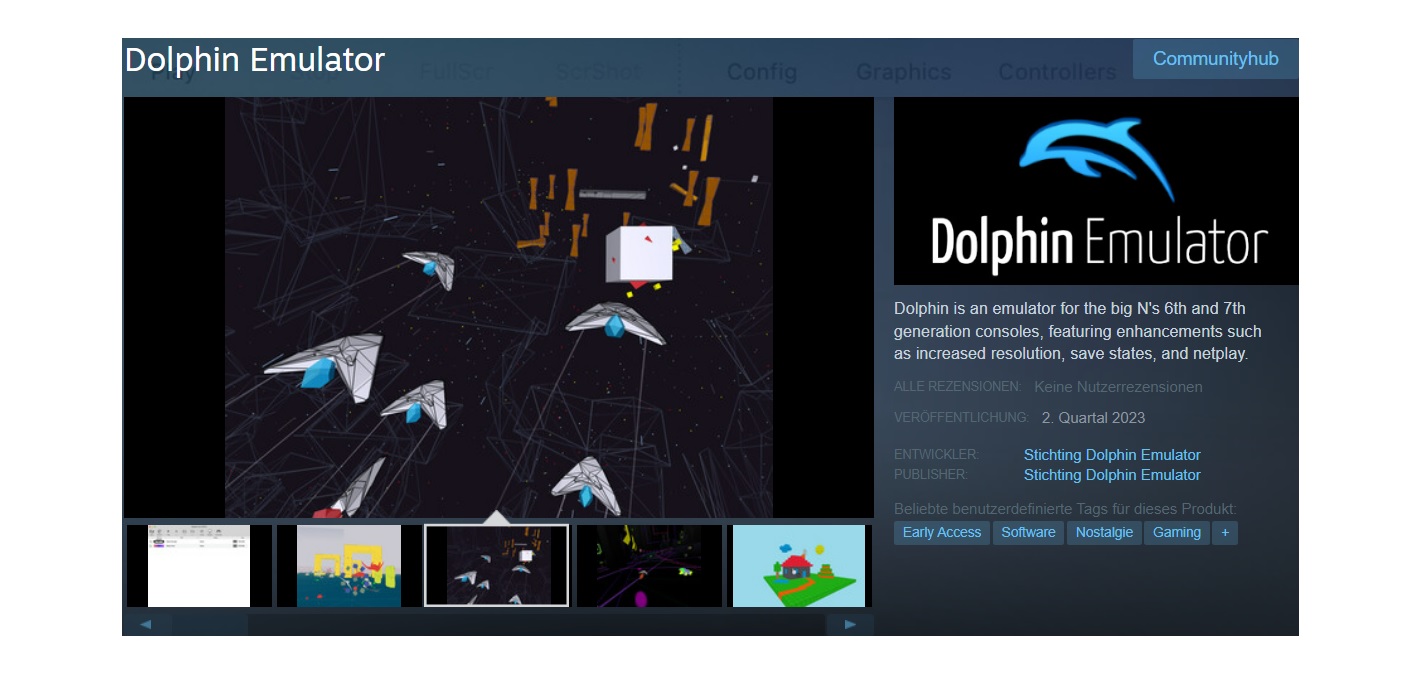 Dolphin Emulator
Play FullScr ScrShot Config Graphics Controllers
Communityhub
Dolphin Emulator
Dolphin is an emulator for the big N's 6th and 7th
generation consoles, featuring enhancements such
as increased resolution, save states, and netplay.
ALLE REZENSIONEN: Keine Nutzerrezensionen
VERÖFFENTLICHUNG: 2. Quartal 2023
ENTWICKLER: Stichting Dolphin Emulator
PUBLISHER: Stichting Dolphin Emulator
Beliebte benutzerdefinierte Tags für dieses Produkt:
Early Access Software Nostalgie Gaming +